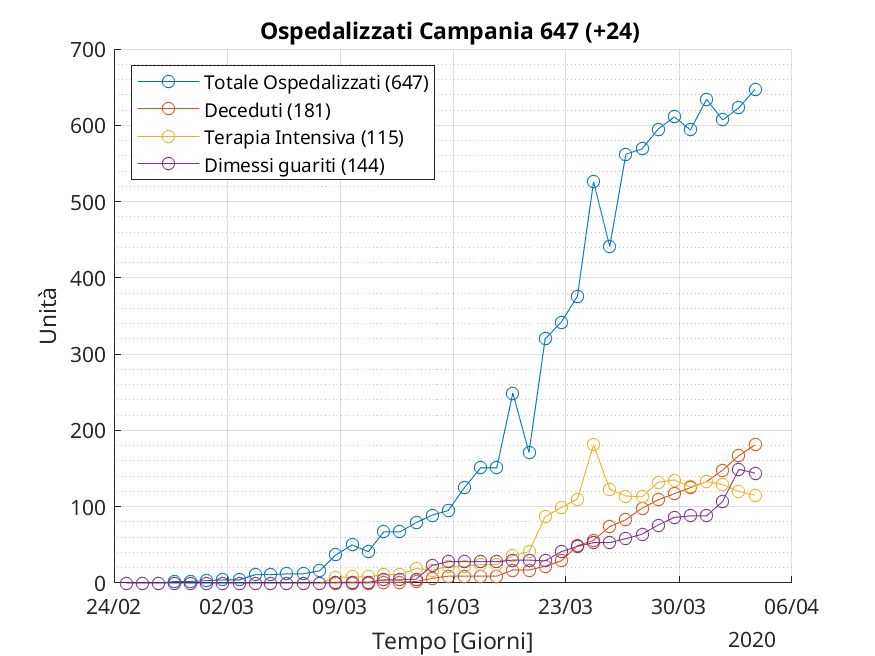 Ospedalizzati Campania 647 (+24)
700
600
500
400
300
200
100
0
Unità
Totale Ospedalizzati (647)
Deceduti (181)
Terapia Intensiva (115)
Dimessi guariti (144)
24/02 02/03 09/03 16/03 23/03 30/03 06/04
Tempo [Giorni]
2020